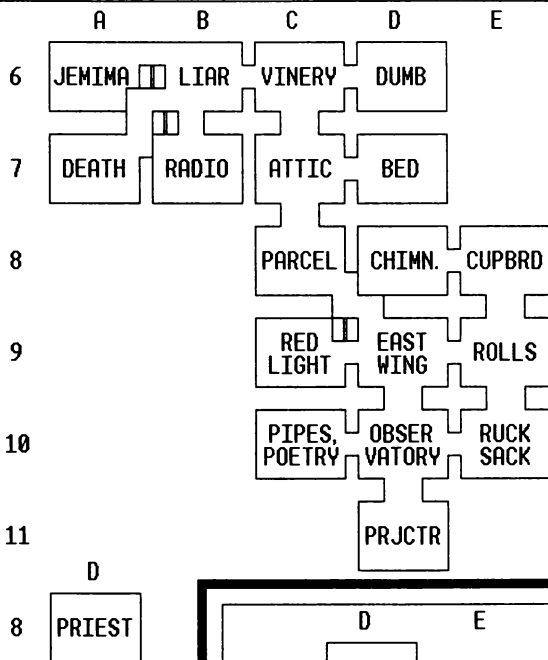 A B C D E
6 JEMIMA LIAR VINERY DUMB
7 DEATH RADIO ATTIC BED
8 PARCEL CHIMN. CUPBRD
9 RED LIGHT EAST WING ROLLS
10 PIPES, POETRY OBSER VATORY RUCK SACK
11 PRJCTR
D
8 PRIEST
D E